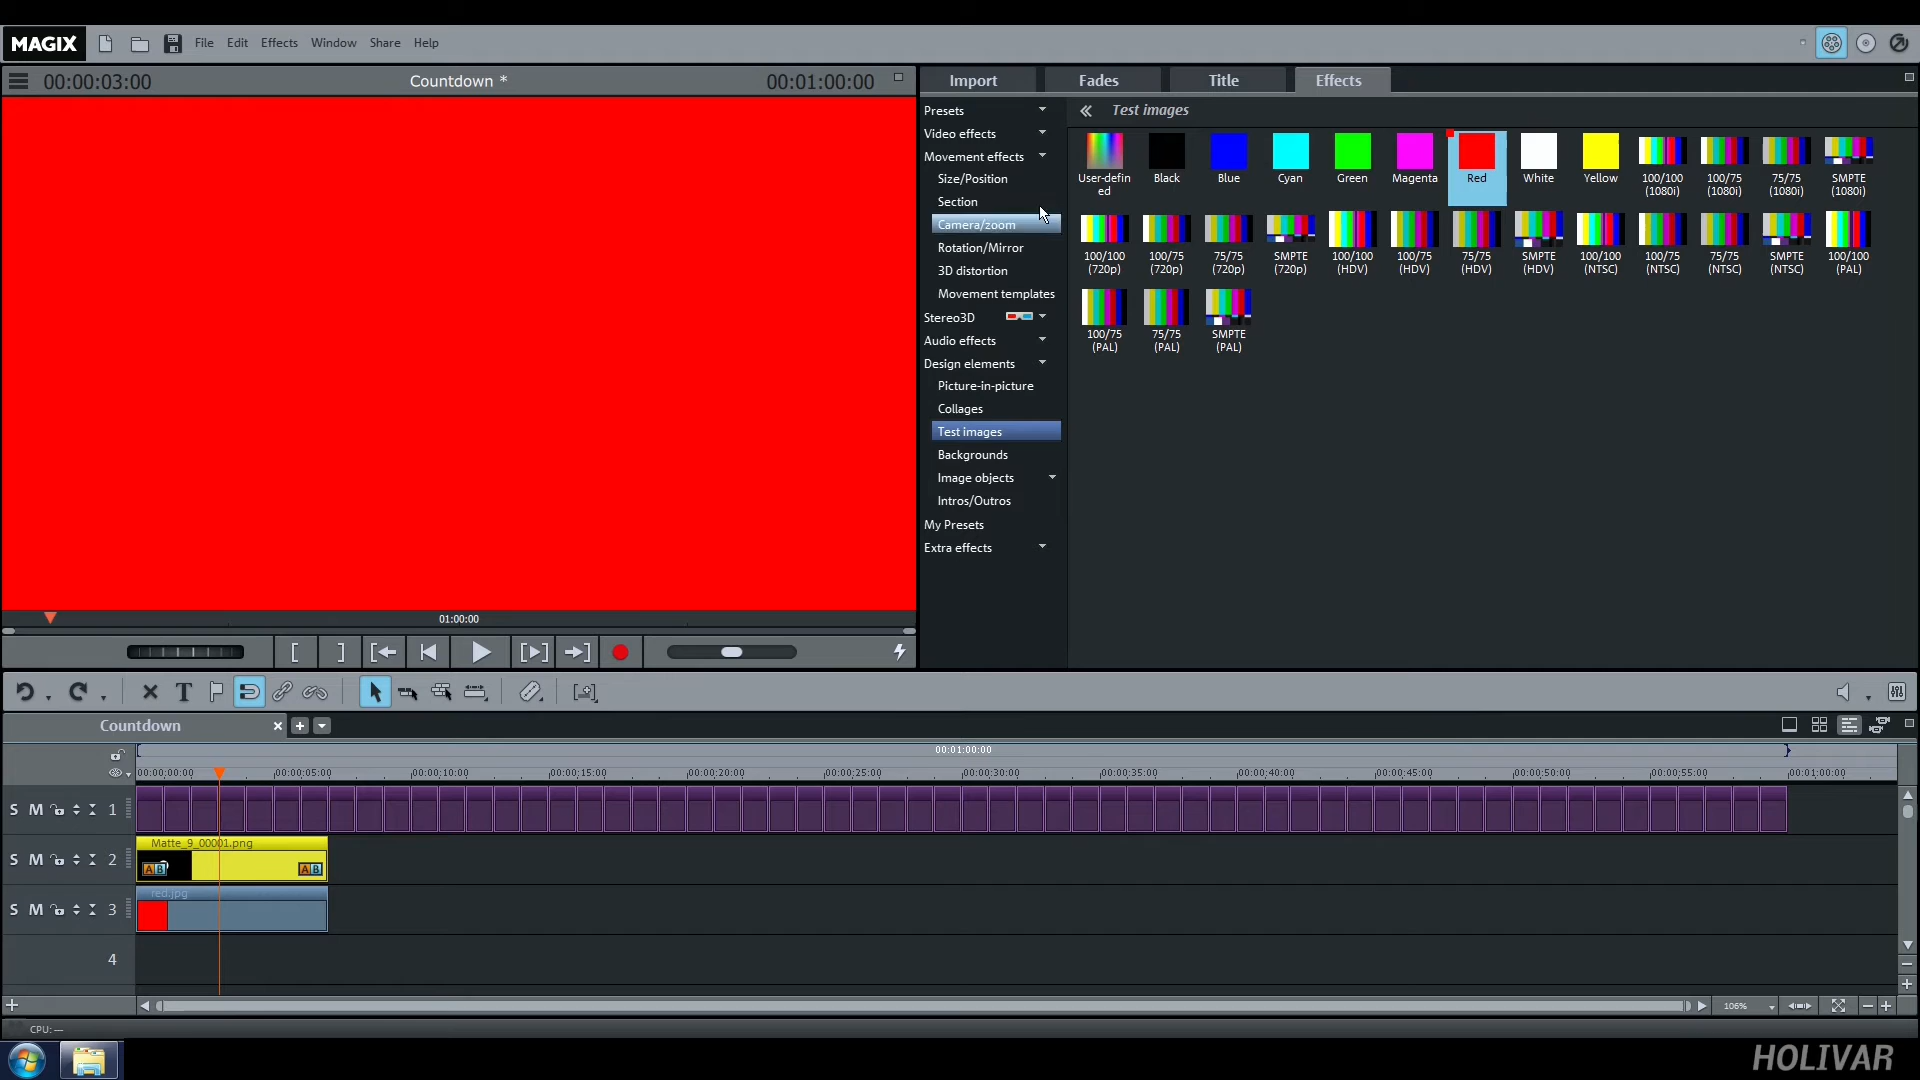 MAGIX File Edit Effects Window Share Help
00:00:03:00 Countdown * 00:01:00:00
Import Fades Title Effects
Presets
Video effects
Movement effects
Size/Position
Section
Camera/zoom
Rotation/Mirror
3D distortion
Movement templates
Stereo3D
Audio effects
Design elements
Picture-in-picture
Collages
Test images
Backgrounds
Image objects
Intros/Outros
My Presets
Extra effects
Test images
User-defin
ed
Black
Blue
Cyan
Green
Magenta
Red
White
Yellow
100/100
(1080i)
100/75
(1080i)
75/75
(1080i)
SMPTE
(1080i)
100/100
(720p)
100/75
(720p)
75/75
(720p)
SMPTE
(720p)
100/100
(HDV)
100/75
(HDV)
75/75
(HDV)
SMPTE
(HDV)
100/100
(NTSC)
100/75
(NTSC)
75/75
(NTSC)
SMPTE
(NTSC)
100/100
(PAL)
100/75
(PAL)
75/75
(PAL)
SMPTE
(PAL)
01:00:00
Countdown
00:01:00:00
00:00:00:00 00:00:05:00 00:00:10:00 00:00:15:00 00:00:20:00 00:00:25:00 00:00:30:00 00:00:35:00 00:00:40:00 00:00:45:00 00:00:50:00 00:00:55:00 00:01:00:00
S M 1
Matte_9_00001.png
S M 2
A B A B
red.jpg
S M 3
4
106%
CPU: —
HOLIVAR